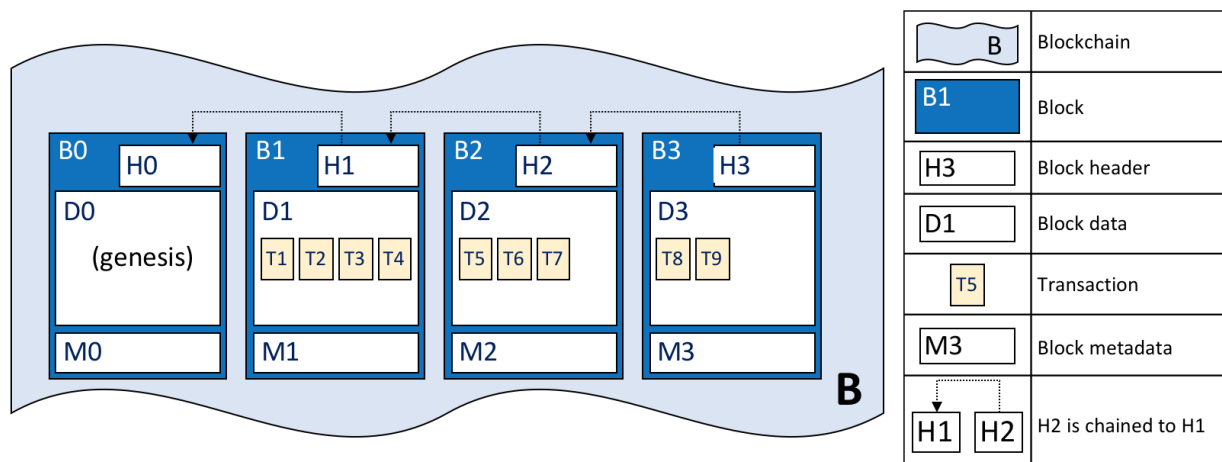 B0
H0
D0
(genesis)
M0
B1
H1
D1
T1 T2 T3 T4
M1
B2
H2
D2
T5 T6 T7
M2
B3
H3
D3
T8 T9
M3
B
B Blockchain
B1 Block
H3 Block header
D1 Block data
T5 Transaction
M3 Block metadata
H1 H2 H2 is chained to H1